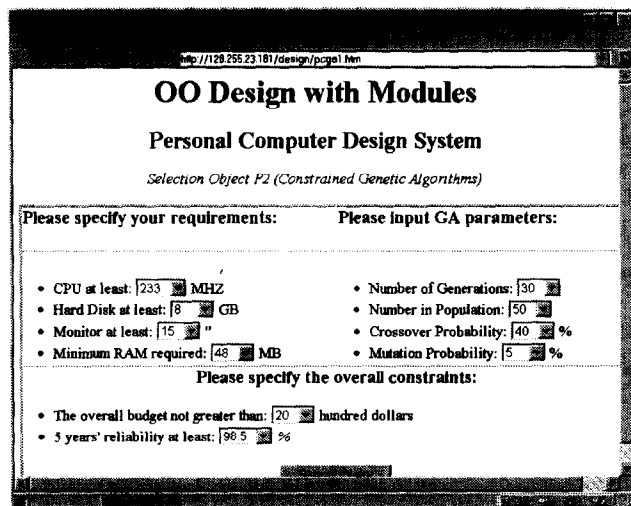 http://128.255.23.181/design/pcga1.htm
OO Design with Modules
Personal Computer Design System
Selection Object P2 (Constrained Genetic Algorithms)
Please specify your requirements: Please input GA parameters:
• CPU at least: 233 MHZ • Number of Generations: 30
• Hard Disk at least: 8 GB • Number in Population: 50
• Monitor at least: 15 " • Crossover Probability: 40 %
• Minimum RAM required: 48 MB • Mutation Probability: 5 %
Please specify the overall constraints:
• The overall budget not greater than: 20 hundred dollars
• 5 years' reliability at least: 98.5 %